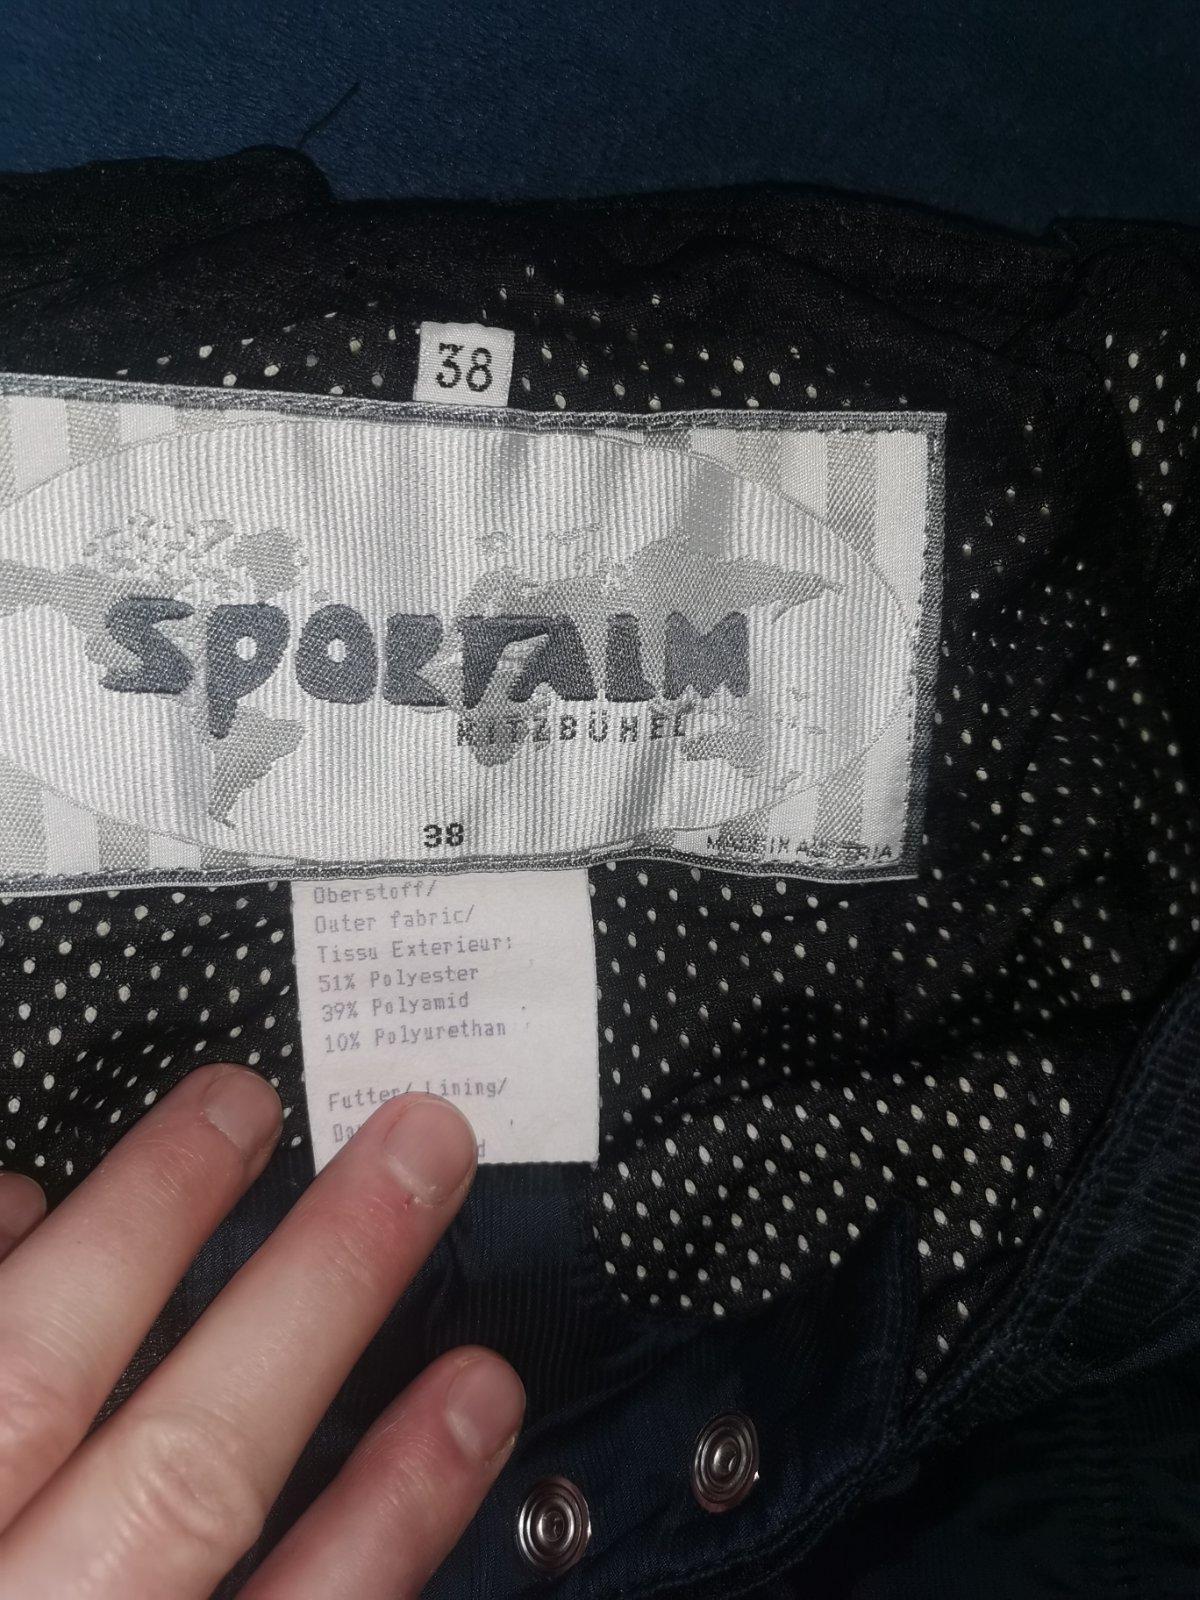 38
SPORTALM
KITZBÜHEL
38
MADE IN AUSTRIA
Oberstoff/
Outer fabric/
Tissu Exterieur:
51% Polyester
39% Polyamid
10% Polyurethan
Futter/ Lining/